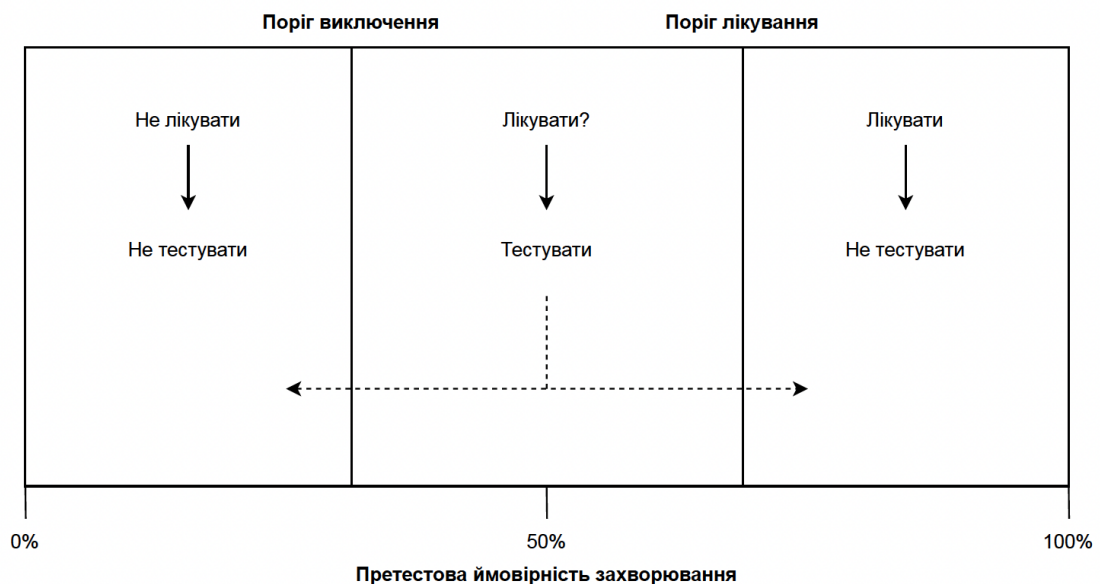 Поріг виключення
Поріг лікування
Не лікувати
Лікувати?
Лікувати
Не тестувати
Тестувати
Не тестувати
0%
50%
100%
Претестова ймовірність захворювання